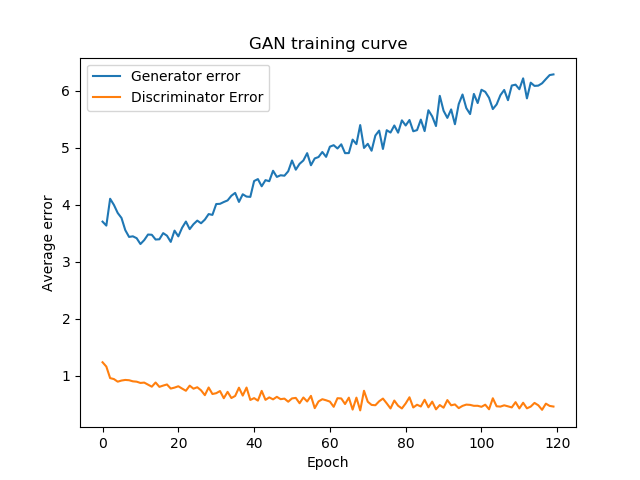 GAN training curve
Generator error
Discriminator Error
Average error
6
5
4
3
2
1
0 20 40 60 80 100 120
Epoch